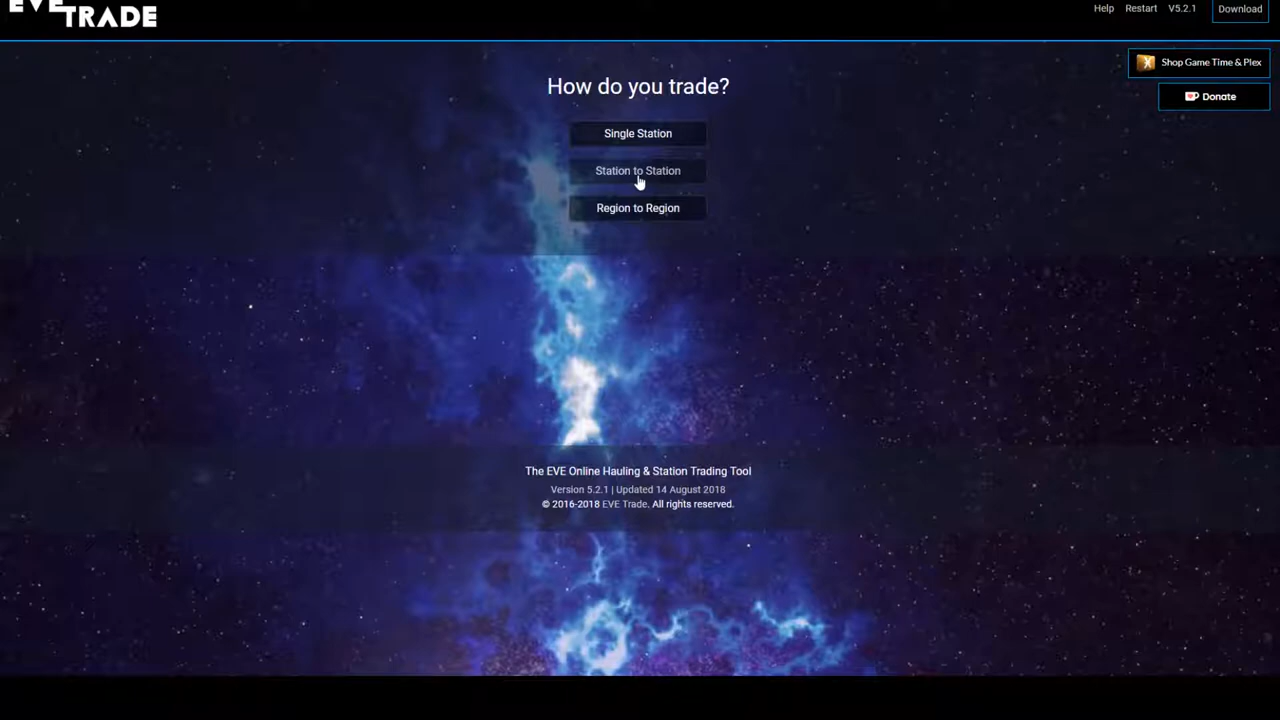 EVE
TRADE
Help Restart V5.2.1 Download
Shop Game Time & Plex
Donate
How do you trade?
Single Station
Station to Station
Region to Region
The EVE Online Hauling & Station Trading Tool
Version 5.2.1 | Updated 14 August 2018
© 2016-2018 EVE Trade. All rights reserved.